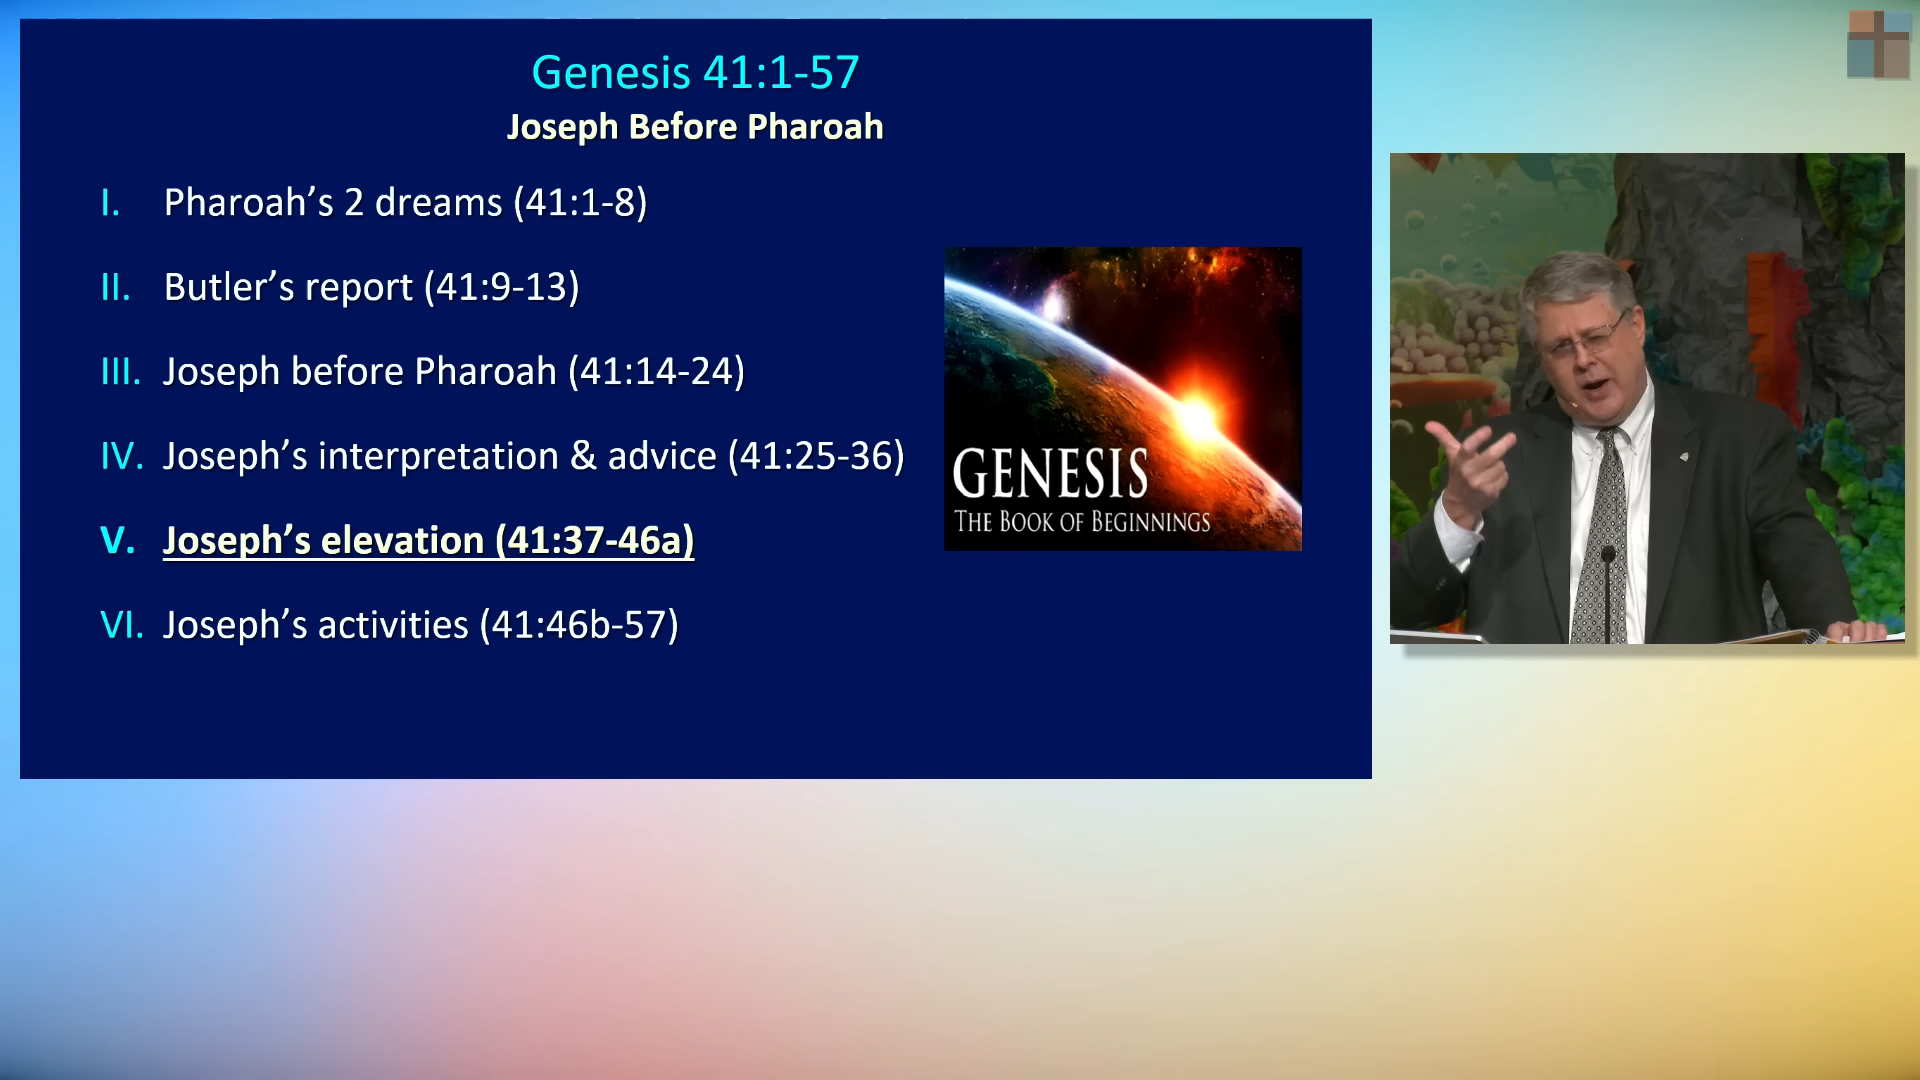 Genesis 41:1-57
Joseph Before Pharoah
I. Pharoah’s 2 dreams (41:1-8)
II. Butler’s report (41:9-13)
III. Joseph before Pharoah (41:14-24)
IV. Joseph’s interpretation & advice (41:25-36)
V. Joseph’s elevation (41:37-46a)
VI. Joseph’s activities (41:46b-57)
GENESIS
THE BOOK OF BEGINNINGS